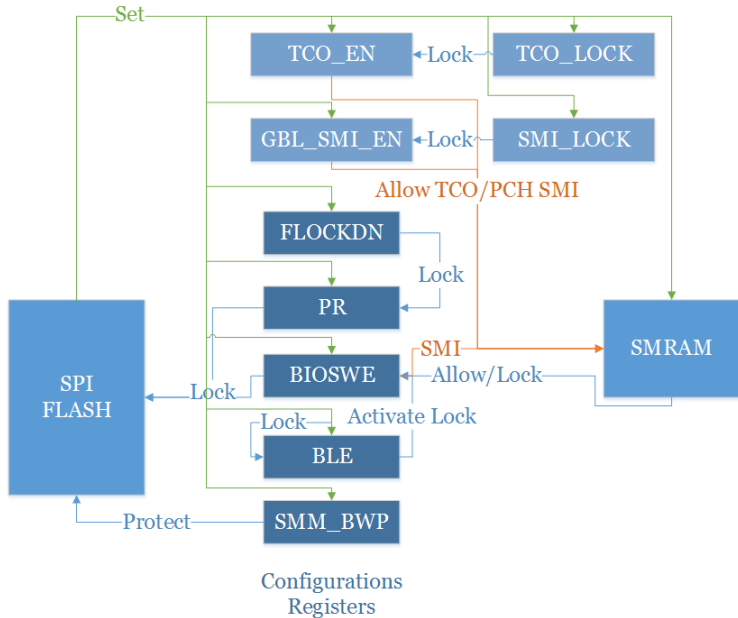 Set
TCO_EN
Lock
TCO_LOCK
GBL_SMI_EN
Lock
SMI_LOCK
Allow TCO/PCH SMI
FLOCKDN
Lock
PR
SPI
FLASH
Lock
BIOSWE
SMI
Allow/Lock
SMRAM
Activate Lock
Lock
BLE
Protect
SMM_BWP
Configurations
Registers